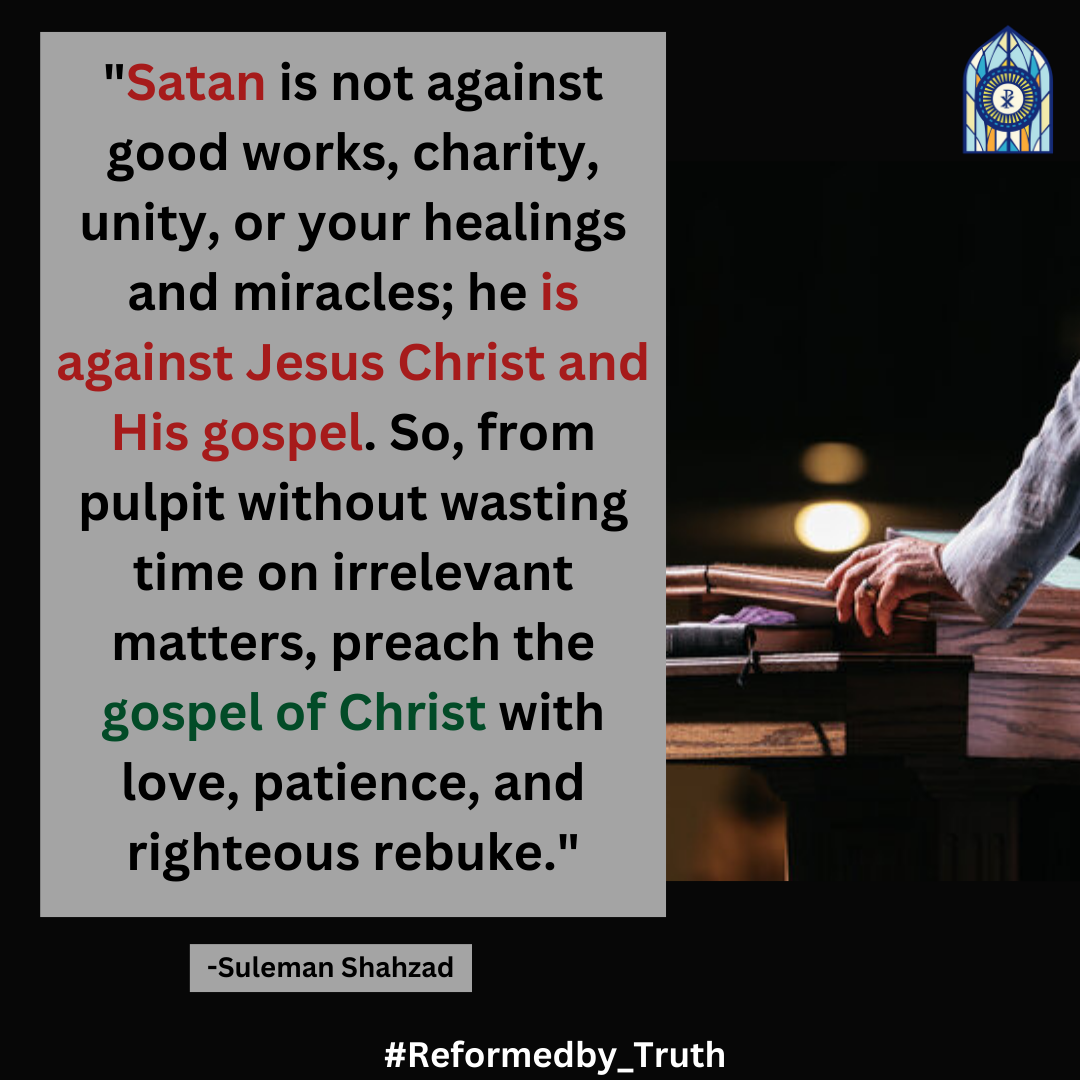 "Satan is not against
good works, charity,
unity, or your healings
and miracles; he is
against Jesus Christ and
His gospel. So, from
pulpit without wasting
time on irrelevant
matters, preach the
gospel of Christ with
love, patience, and
righteous rebuke."
-Suleman Shahzad
#Reformedby_Truth